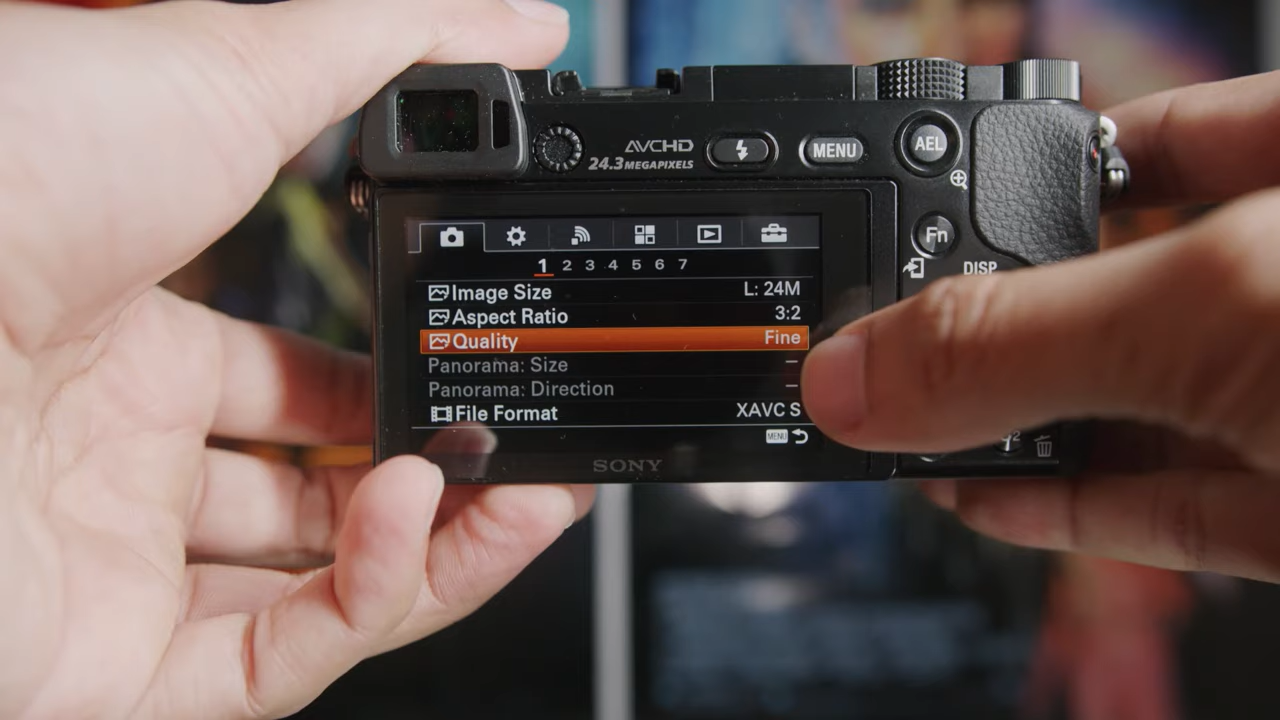 AVCHD
24.3 MEGAPIXELS
MENU
AEL
Fn
DISP
1 2 3 4 5 6 7
Image Size L: 24M
Aspect Ratio 3:2
Quality Fine
Panorama: Size –
Panorama: Direction –
File Format XAVC S
MENU
SONY